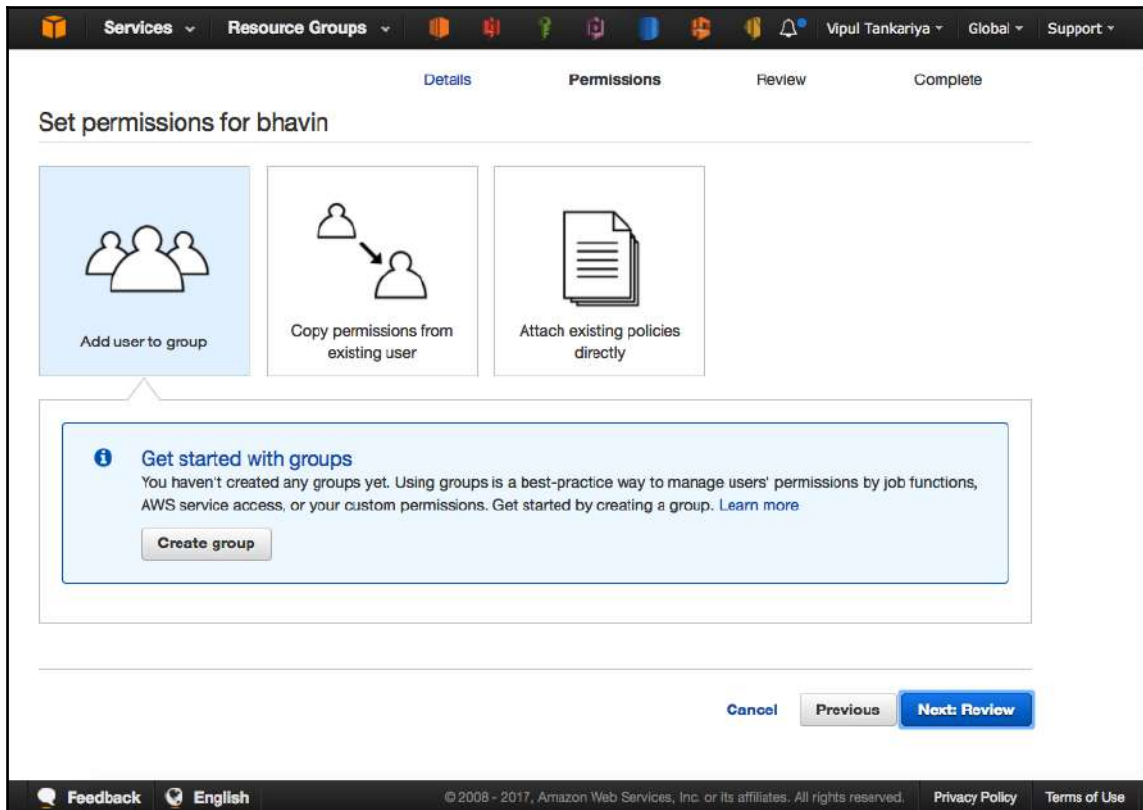 Services Resource Groups Vipul Tankariya Global Support
Details Permissions Review Complete
Set permissions for bhavin
Add user to group
Copy permissions from
existing user
Attach existing policies
directly
Get started with groups
You haven't created any groups yet. Using groups is a best-practice way to manage users' permissions by job functions,
AWS service access, or your custom permissions. Get started by creating a group. Learn more
Create group
Cancel Previous Next: Review
Feedback English © 2008 - 2017, Amazon Web Services, Inc. or its affiliates. All rights reserved. Privacy Policy Terms of Use